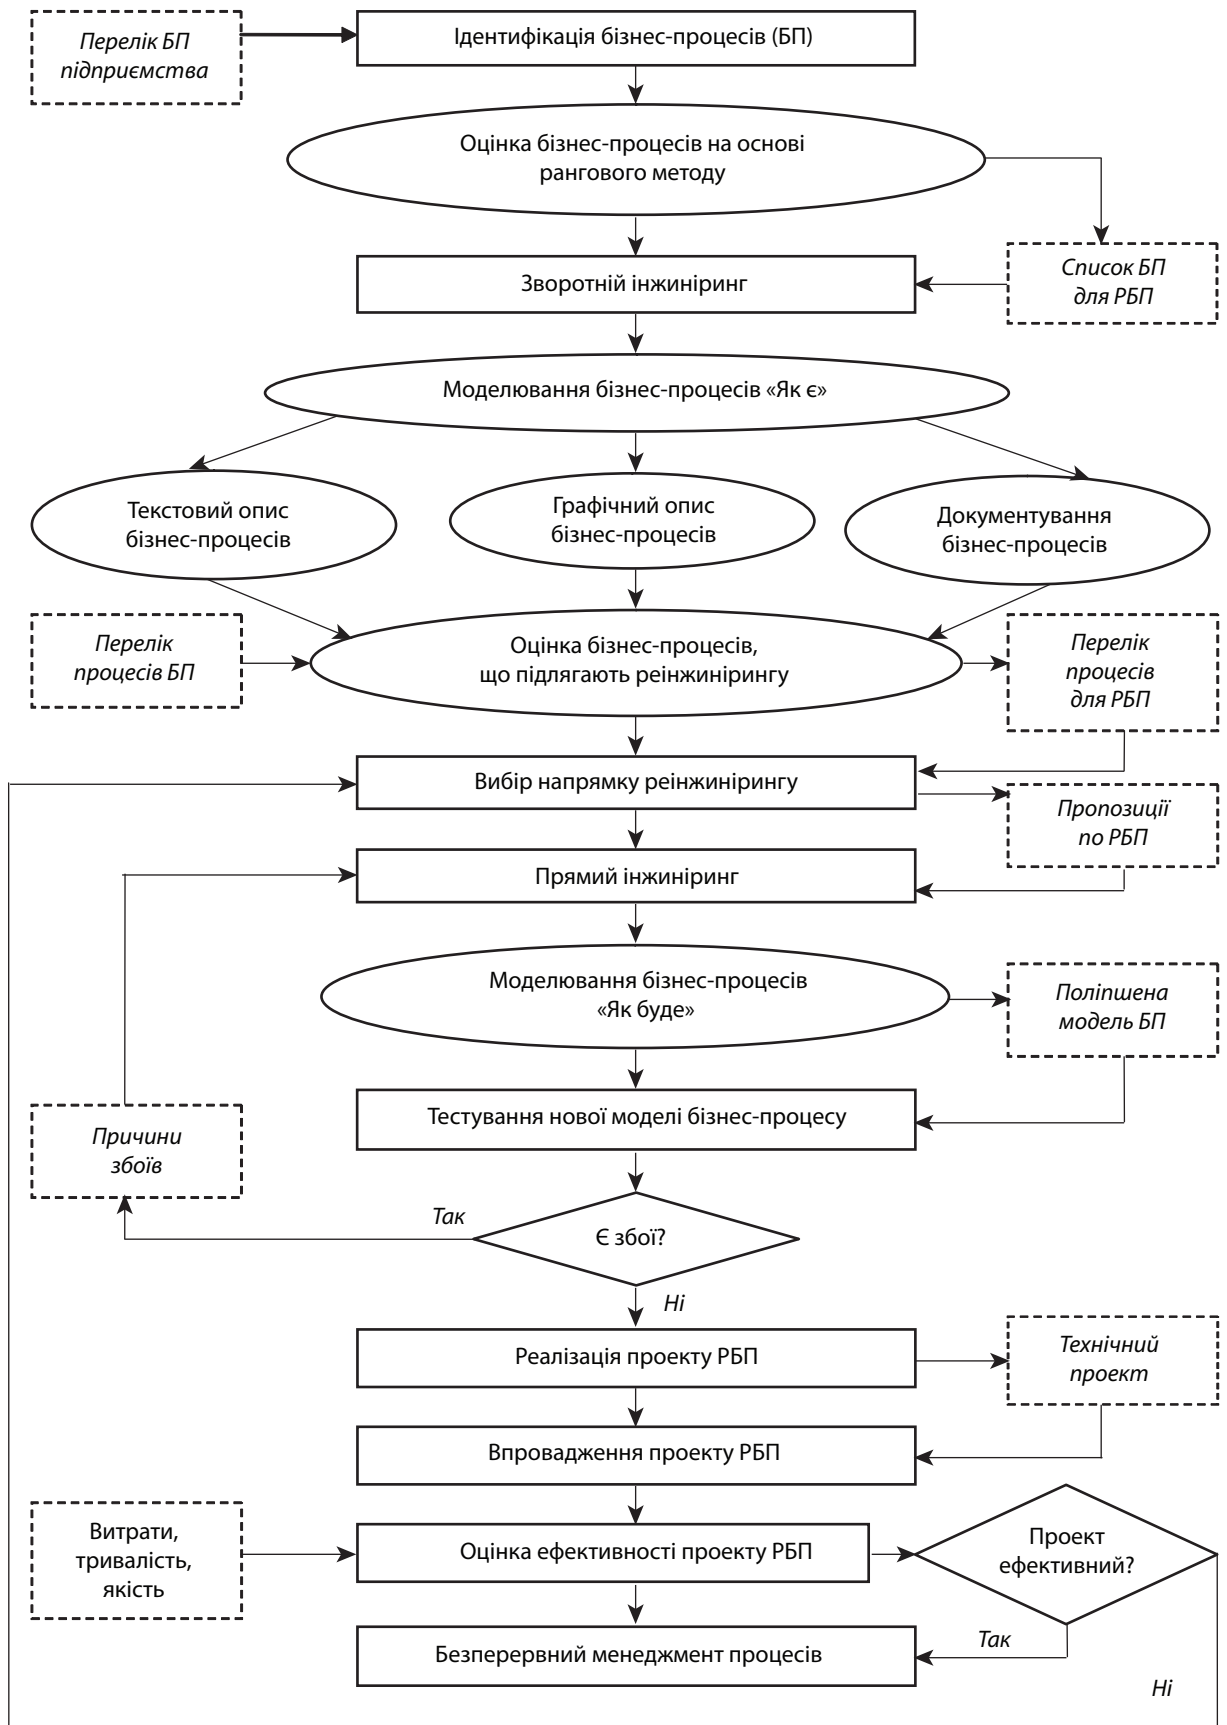 Перелік БП
підприємства
Ідентифікація бізнес-процесів (БП)
Оцінка бізнес-процесів на основі
рангового методу
Зворотній інжиніринг
Список БП
для РБП
Моделювання бізнес-процесів «Як є»
Текстовий опис
бізнес-процесів
Графічний опис
бізнес-процесів
Документування
бізнес-процесів
Перелік
процесів БП
Оцінка бізнес-процесів,
що підлягають реінжинірингу
Перелік
процесів
для РБП
Вибір напрямку реінжинірингу
Пропозиції
по РБП
Прямий інжиніринг
Моделювання бізнес-процесів
«Як буде»
Поліпшена
модель БП
Тестування нової моделі бізнес-процесу
Причини
збоїв
Так
Є збої?
Ні
Реалізація проекту РБП
Технічний
проект
Впровадження проекту РБП
Витрати,
тривалість,
якість
Оцінка ефективності проекту РБП
Проект
ефективний?
Так
Безперервний менеджмент процесів
Ні